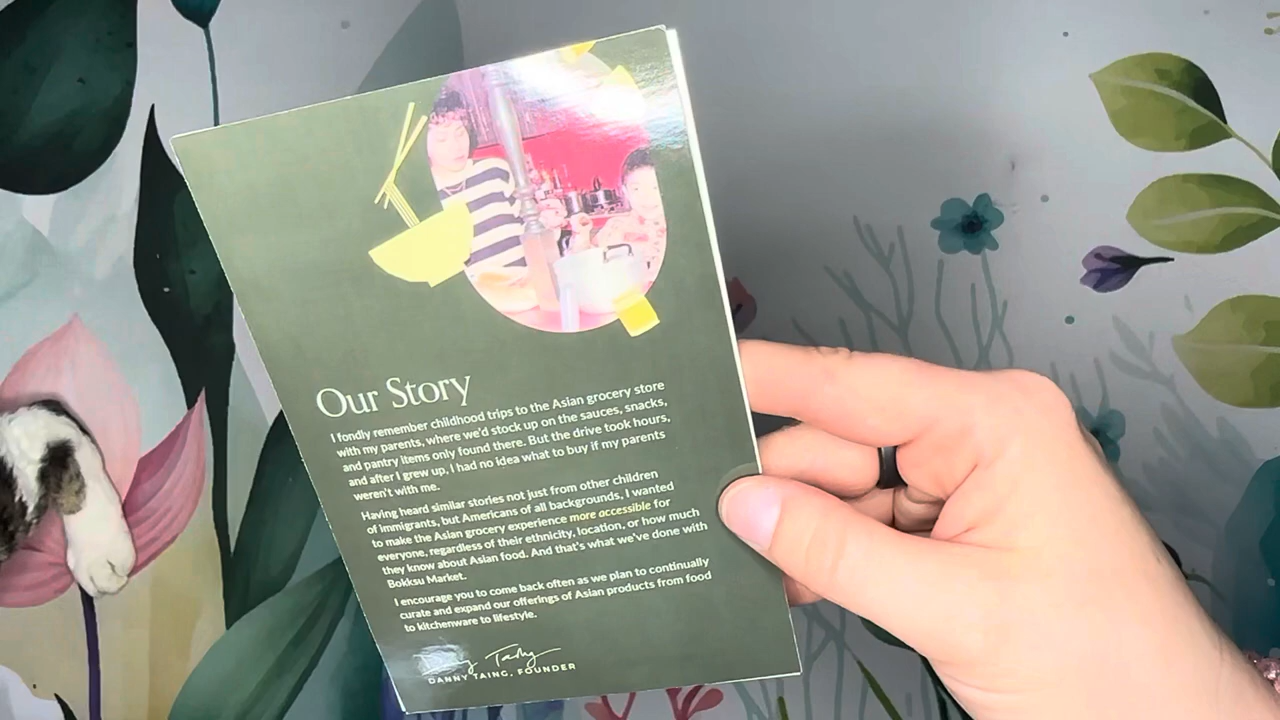 Our Story
I fondly remember childhood trips to the Asian grocery store
with my parents, where we'd stock up on the sauces, snacks,
and pantry items only found there. But the drive took hours,
and after I grew up, I had no idea what to buy if my parents
weren't with me.
Having heard similar stories not just from other children
of immigrants, but Americans of all backgrounds, I wanted
to make the Asian grocery experience more accessible for
everyone, regardless of their ethnicity, location, or how much
they know about Asian food. And that's what we've done with
Bokksu Market.
I encourage you to come back often as we plan to continually
curate and expand our offerings of Asian products from food
to kitchenware to lifestyle.
Taing
DANNY TAING, FOUNDER